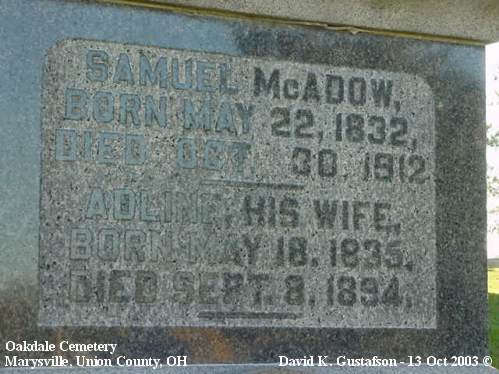 SAMUEL McADOW,
BORN MAY 22, 1832,
DIED OCT. 30, 1912
ADLINE, HIS WIFE,
BORN MAY 18, 1835,
DIED SEPT. 8, 1894,
Oakdale Cemetery
Marysville, Union County, OH
David K. Gustafson - 13 Oct 2003 ©